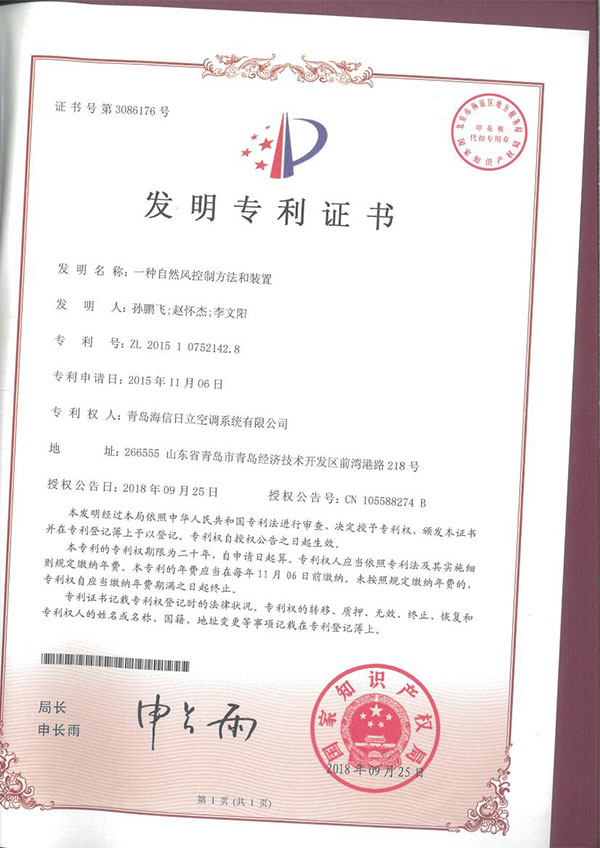 证书号第3086176号
北京市海淀区地方税务局
印花税
代扣专用章
国家知识产权局
发明专利证书
发明名称：一种自然风控制方法和装置
发明人：孙鹏飞;赵怀杰;李文阳
专利号：ZL 2015 1 0752142.8
专利申请日：2015年11月06日
专利权人：青岛海信日立空调系统有限公司
地址：266555 山东省青岛市青岛经济技术开发区前湾港路218号
授权公告日：2018年09月25日 授权公告号：CN 105588274 B
本发明经过本局依照中华人民共和国专利法进行审查，决定授予专利权，颁发本证书
并在专利登记簿上予以登记。专利权自授权公告之日起生效。
本专利的专利权期限为二十年，自申请日起算。专利权人应当依照专利法及其实施细
则规定缴纳年费。本专利的年费应当在每年11月06日前缴纳。未按照规定缴纳年费的，
专利权自应当缴纳年费期满之日起终止。
专利证书记载专利权登记时的法律状况。专利权的转移、质押、无效、终止、恢复和
专利权人的姓名或名称、国籍、地址变更等事项记载在专利登记簿上。
局长
申长雨
申长雨
国家知识产权局
2018年09月25日
第1页(共1页)